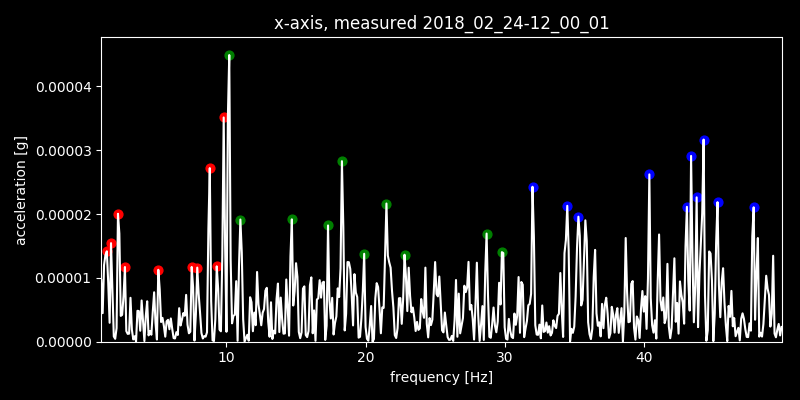 x-axis, measured 2018_02_24-12_00_01
0.00004
0.00003
0.00002
0.00001
0.00000
acceleration [g]
10 20 30 40
frequency [Hz]